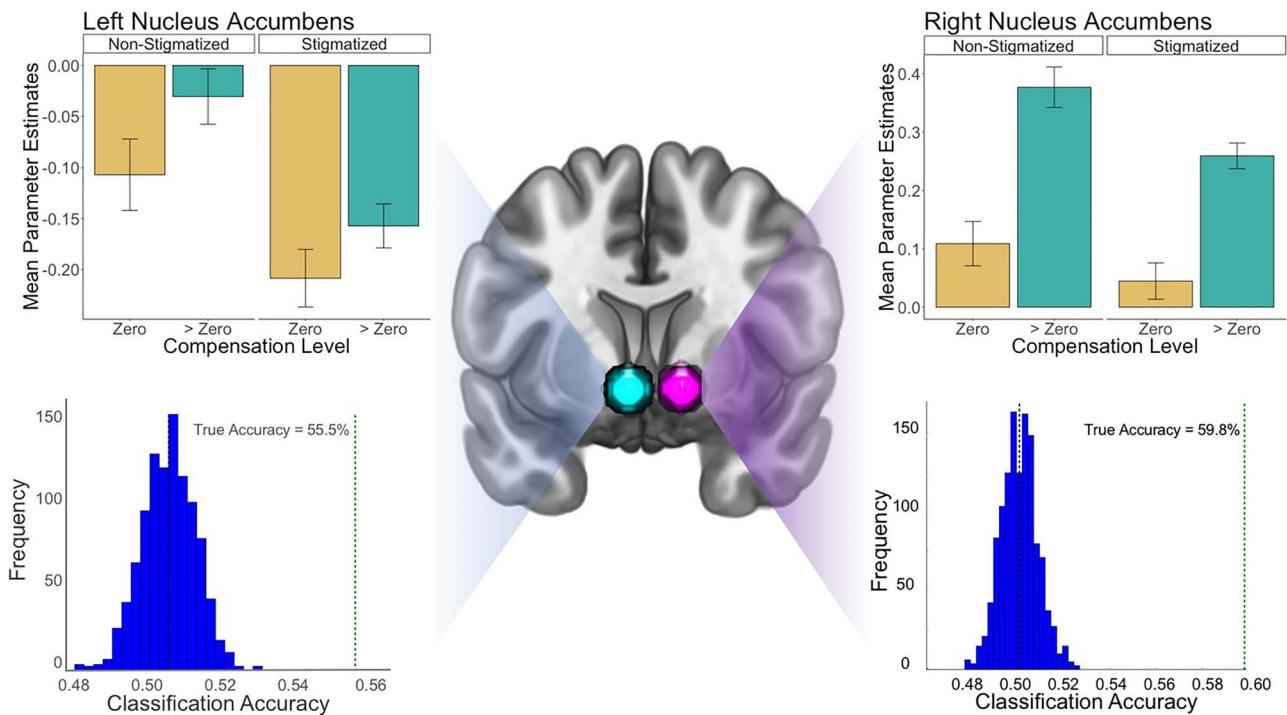 Left Nucleus Accumbens
Non-Stigmatized Stigmatized
0.00
-0.05
-0.10
-0.15
-0.20
Mean Parameter Estimates
Zero > Zero Zero > Zero
Compensation Level
Right Nucleus Accumbens
Non-Stigmatized Stigmatized
0.4
0.3
0.2
0.1
0.0
Mean Parameter Estimates
Zero > Zero Zero > Zero
Compensation Level
150
100
50
0
Frequency
True Accuracy = 55.5%
0.48 0.50 0.52 0.54 0.56
Classification Accuracy
150
100
50
0
Frequency
True Accuracy = 59.8%
0.48 0.50 0.52 0.54 0.56 0.58 0.60
Classification Accuracy